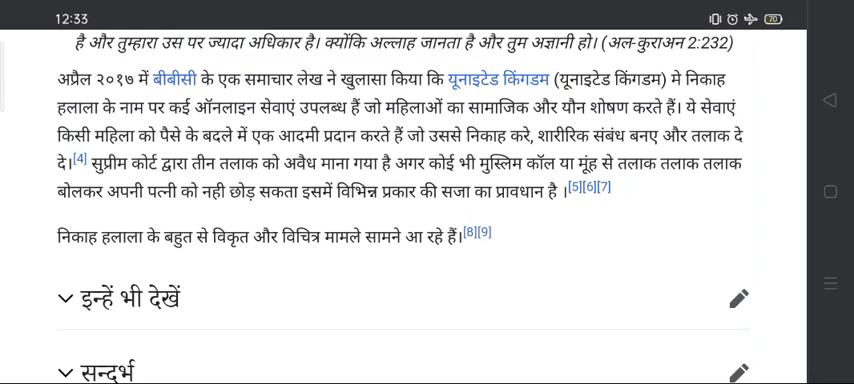 12:33
70
है और तुम्हारा उस पर ज्यादा अधिकार है। क्योंकि अल्लाह जानता है और तुम अज्ञानी हो। (अल-कुराअन 2:232)
अप्रैल २०१७ में बीबीसी के एक समाचार लेख ने खुलासा किया कि यूनाइटेड किंगडम (यूनाइटेड किंगडम) मे निकाह
हलाला के नाम पर कई ऑनलाइन सेवाएं उपलब्ध हैं जो महिलाओं का सामाजिक और यौन शोषण करते हैं। ये सेवाएं
किसी महिला को पैसे के बदले में एक आदमी प्रदान करते हैं जो उससे निकाह करे, शारीरिक संबंध बनए और तलाक दे
दे।[4] सुप्रीम कोर्ट द्वारा तीन तलाक को अवैध माना गया है अगर कोई भी मुस्लिम कॉल या मूंह से तलाक तलाक तलाक
बोलकर अपनी पत्नी को नही छोड़ सकता इसमें विभिन्न प्रकार की सजा का प्रावधान है ।[5][6][7]
निकाह हलाला के बहुत से विकृत और विचित्र मामले सामने आ रहे हैं।[8][9]
इन्हें भी देखें
सन्दर्भ